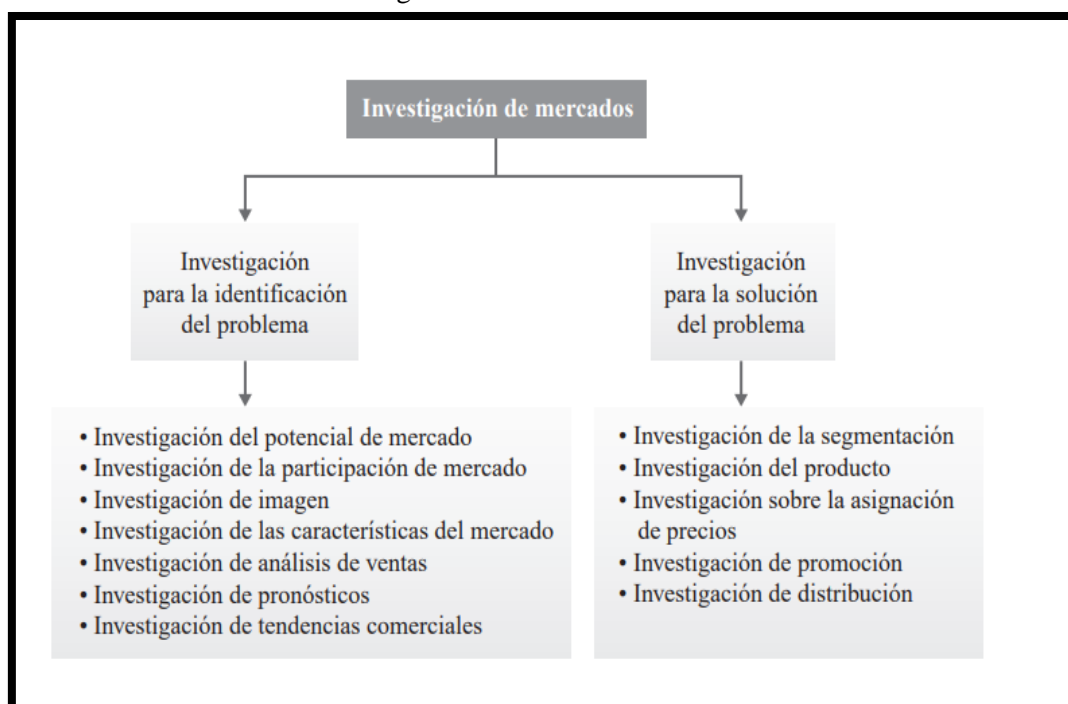 Investigación de mercados
Investigación
para la identificación
del problema
Investigación
para la solución
del problema
• Investigación del potencial de mercado
• Investigación de la participación de mercado
• Investigación de imagen
• Investigación de las características del mercado
• Investigación de análisis de ventas
• Investigación de pronósticos
• Investigación de tendencias comerciales
• Investigación de la segmentación
• Investigación del producto
• Investigación sobre la asignación
de precios
• Investigación de promoción
• Investigación de distribución